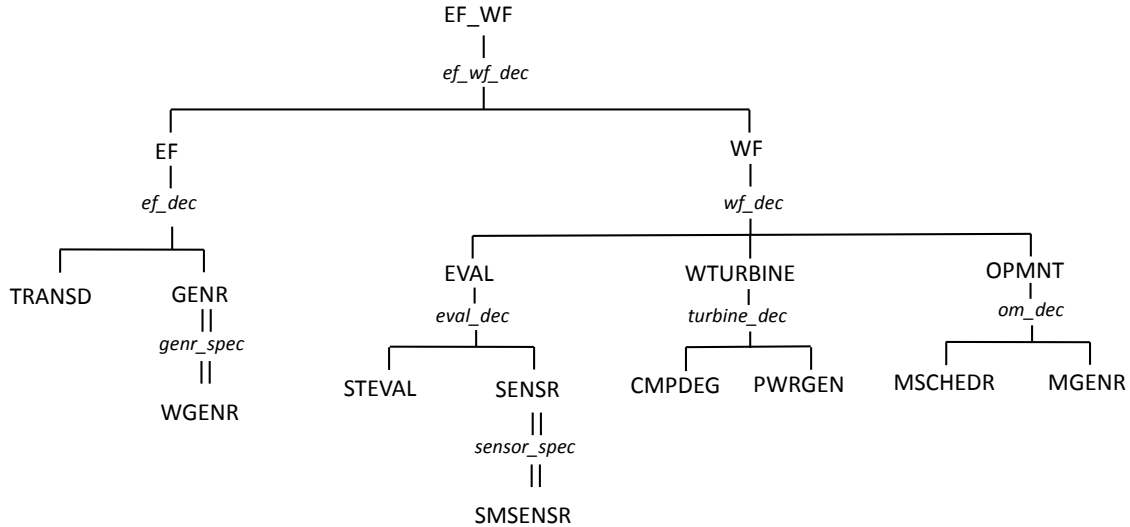 EF_WF
ef_wf_dec
EF
WF
ef_dec
wf_dec
TRANSD
GENR
EVAL
WTURBINE
OPMNT
genr_spec
eval_dec
turbine_dec
om_dec
WGENR
STEVAL
SENSR
CMPDEG
PWRGEN
MSCHEDR
MGENR
sensor_spec
SMSENSR